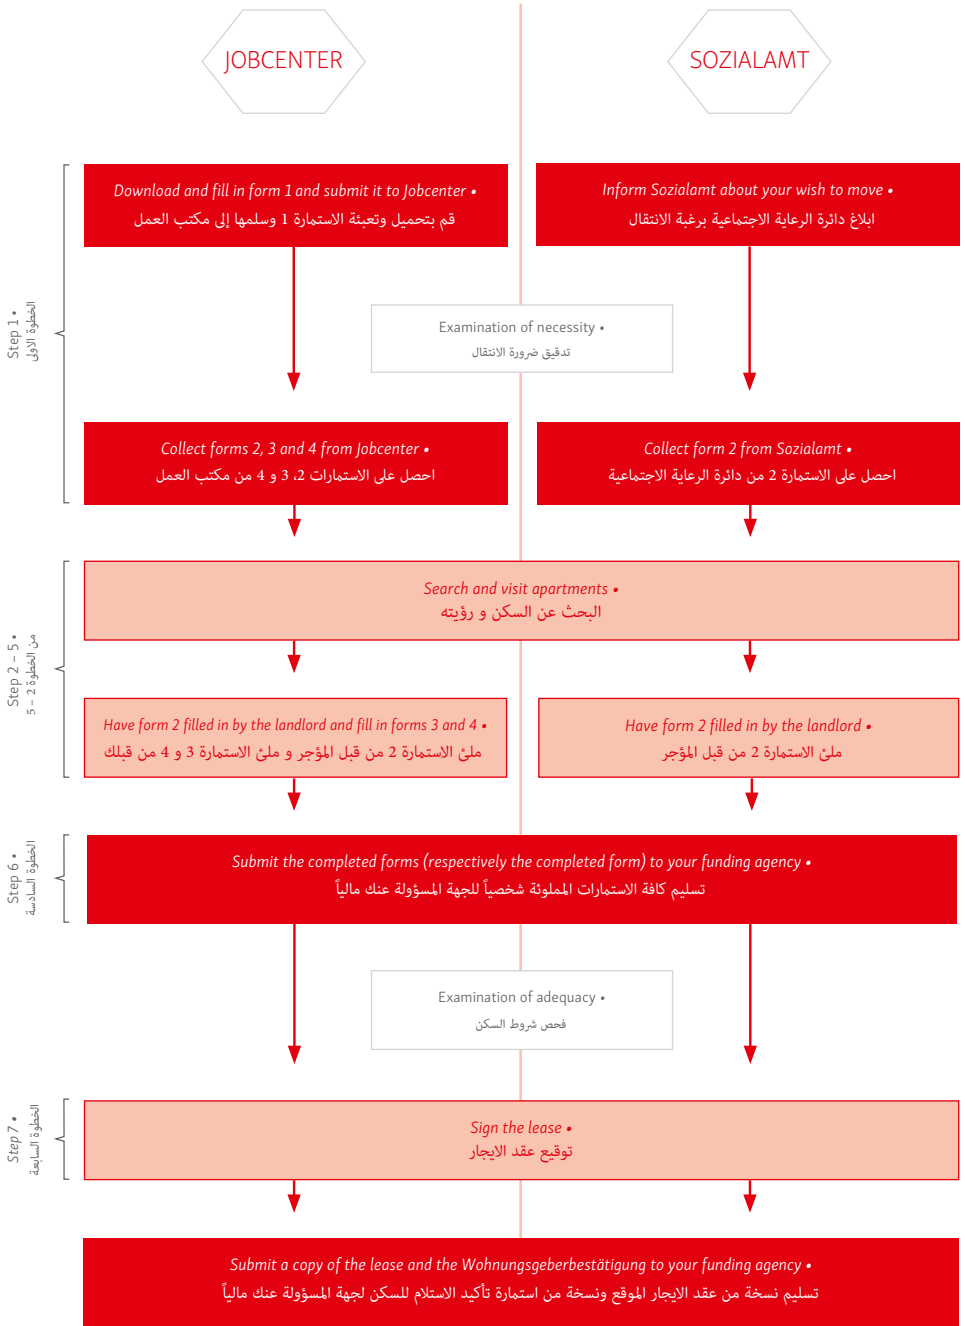 JOBCENTER
SOZIALAMT
Step 1 •
الخطوة الاولى
Download and fill in form 1 and submit it to Jobcenter •
قم بتحميل وتعبئة الاستمارة 1 وسلمها إلى مكتب العمل
Inform Sozialamt about your wish to move •
ابلاغ دائرة الرعاية الاجتماعية برغبة الانتقال
Examination of necessity •
تدقيق ضرورة الانتقال
Collect forms 2, 3 and 4 from Jobcenter •
احصل على الاستمارات 2، 3 و 4 من مكتب العمل
Collect form 2 from Sozialamt •
احصل على الاستمارة 2 من دائرة الرعاية الاجتماعية
Step 2 – 5 •
من الخطوة 2 – 5
Search and visit apartments •
البحث عن السكن و رؤيته
Have form 2 filled in by the landlord and fill in forms 3 and 4 •
ملئ الاستمارة 2 من قبل المؤجر و ملئ الاستمارة 3 و 4 من قبلك
Have form 2 filled in by the landlord •
ملئ الاستمارة 2 من قبل المؤجر
Step 6 •
الخطوة السادسة
Submit the completed forms (respectively the completed form) to your funding agency •
تسليم كافة الاستمارات المملوئة شخصياً للجهة المسؤولة عنك مالياً
Examination of adequacy •
فحص شروط السكن
Step 7 •
الخطوة السابعة
Sign the lease •
توقيع عقد الايجار
Submit a copy of the lease and the Wohnungsgeberbestätigung to your funding agency •
تسليم نسخة من عقد الايجار الموقع ونسخة من استمارة تأكيد الاستلام للسكن لجهة المسؤولة عنك مالياً